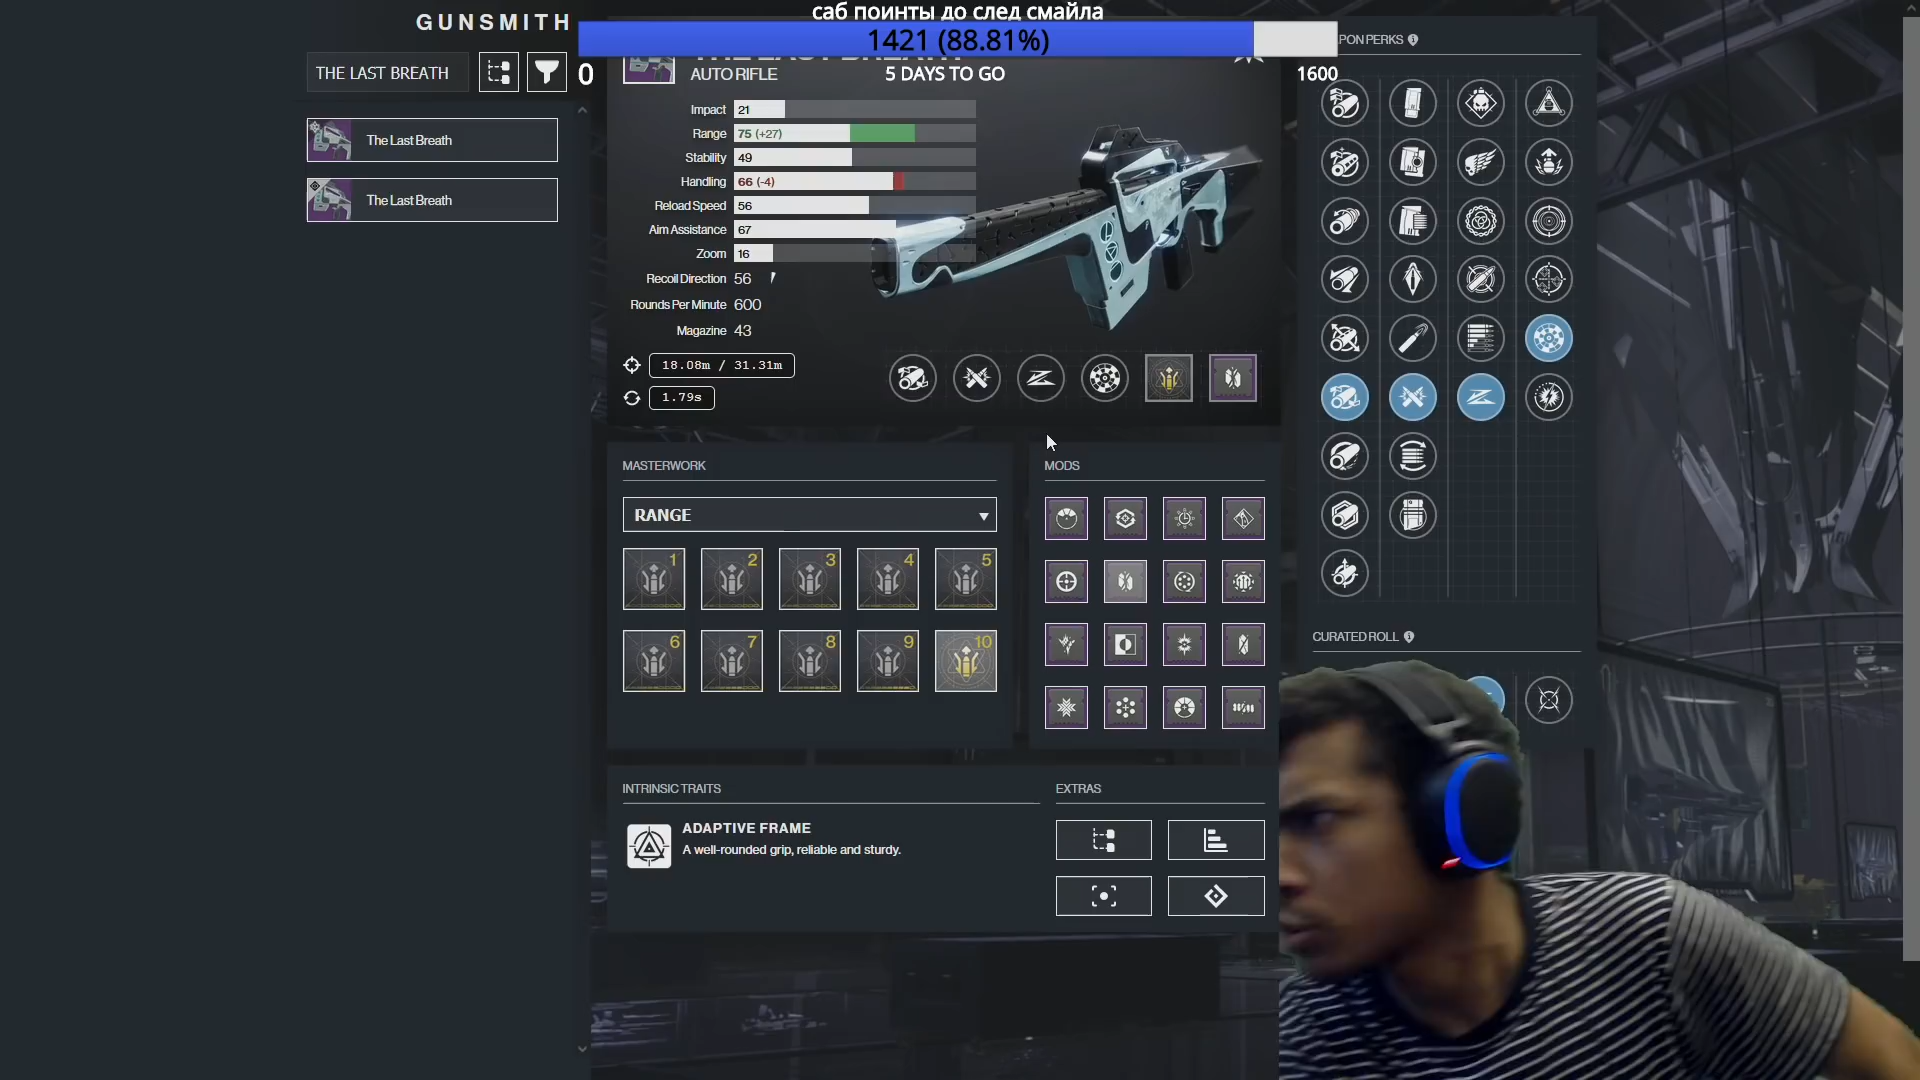 GUNSMITH
саб поинты до след смайла
1421 (88.81%)
0
5 DAYS TO GO
1600
THE LAST BREATH
The Last Breath
The Last Breath
AUTO RIFLE
Impact 21
Range 75 (+27)
Stability 49
Handling 66 (-4)
Reload Speed 56
Aim Assistance 67
Zoom 16
Recoil Direction 56
Rounds Per Minute 600
Magazine 43
18.08m / 31.31m
1.79s
PON PERKS
MASTERWORK
RANGE
1 2 3 4 5
6 7 8 9 10
MODS
CURATED ROLL
INTRINSIC TRAITS
ADAPTIVE FRAME
A well-rounded grip, reliable and sturdy.
EXTRAS